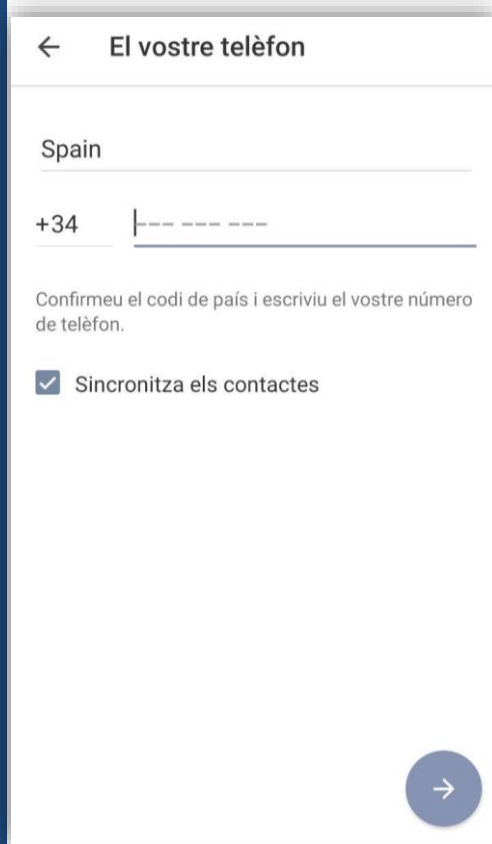 El vostre telèfon
Spain
+34 --- --- ---
Confirmeu el codi de país i escriviu el vostre número
de telèfon.
Sincronitza els contactes